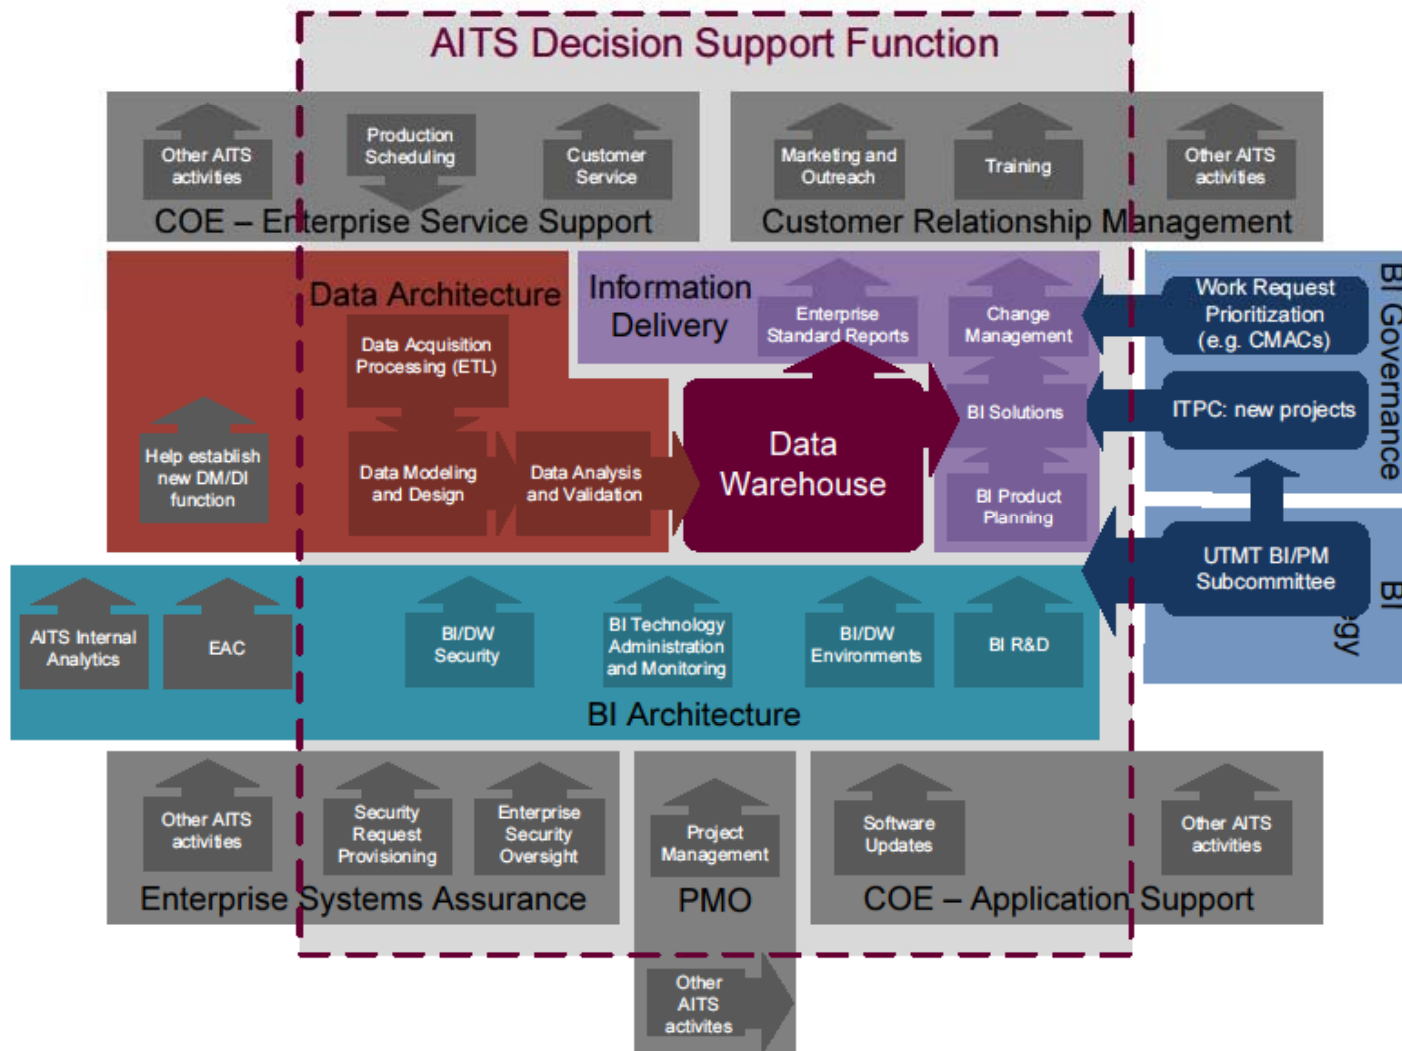 AITS Decision Support Function
Other AITS
activities
Production
Scheduling
Customer
Service
COE – Enterprise Service Support
Marketing and
Outreach
Training
Other AITS
activities
Customer Relationship Management
Data Architecture
Data Acquisition
Processing (ETL)
Help establish
new DM/DI
function
Data Modeling
and Design
Data Analysis
and Validation
Information
Delivery
Enterprise
Standard Reports
Change
Management
BI Solutions
BI Product
Planning
Data
Warehouse
Work Request
Prioritization
(e.g. CMACs)
ITPC: new projects
BI Governance
UTMT BI/PM
Subcommittee
BI
egy
AITS Internal
Analytics
EAC
BI/DW
Security
BI Technology
Administration
and Monitoring
BI/DW
Environments
BI R&D
BI Architecture
Other AITS
activities
Security
Request
Provisioning
Enterprise
Security
Oversight
Enterprise Systems Assurance
Project
Management
PMO
Other
AITS
activites
Software
Updates
Other AITS
activities
COE – Application Support